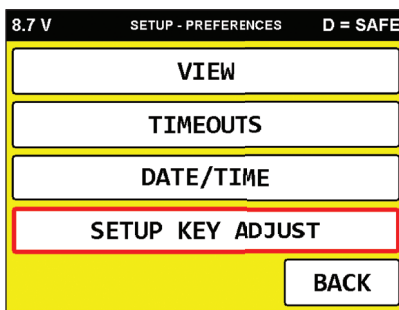 8.7 V SETUP - PREFERENCES D = SAFE
VIEW
TIMEOUTS
DATE/TIME
SETUP KEY ADJUST
BACK